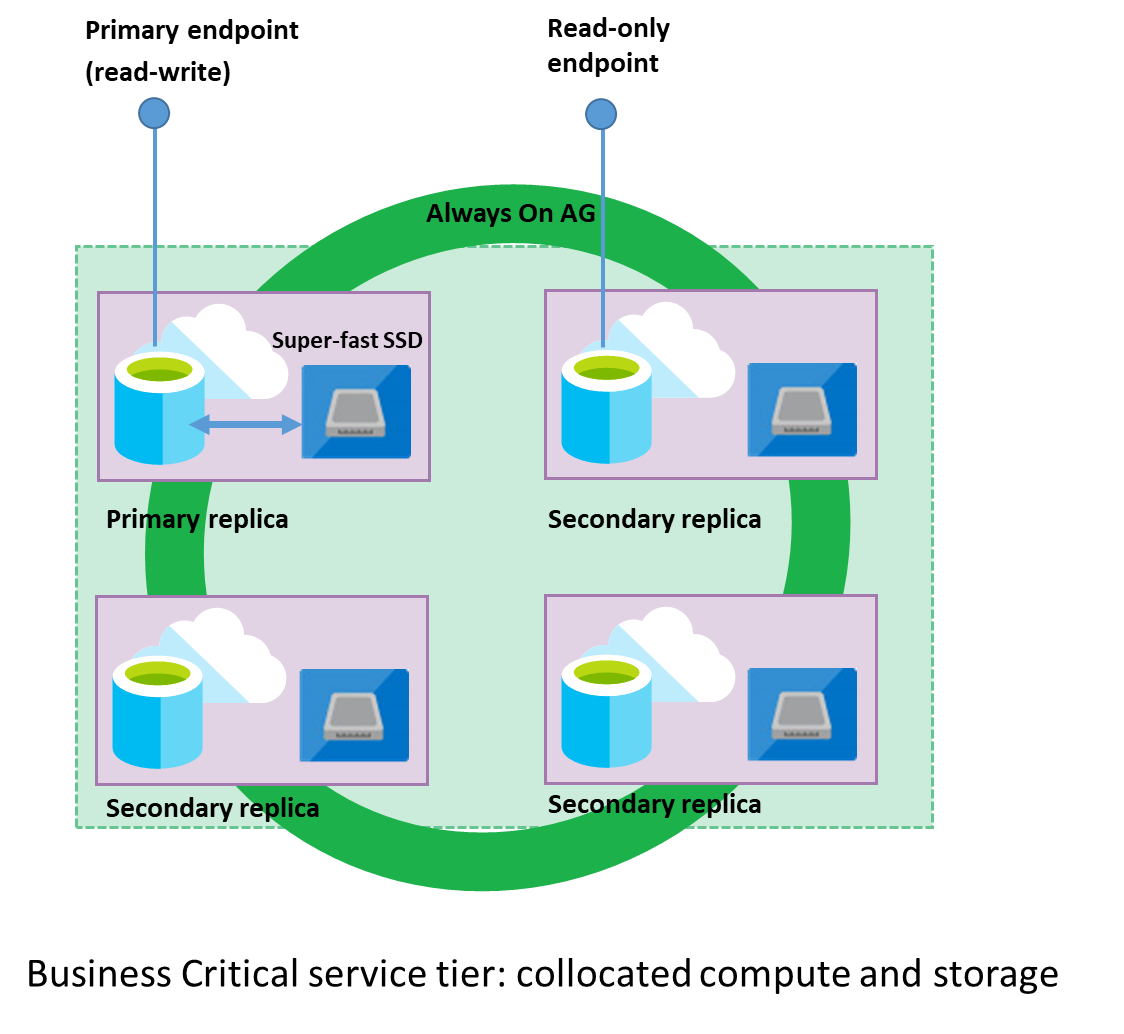 Primary endpoint
(read-write)
Read-only
endpoint
Always On AG
Super-fast SSD
Primary replica
Secondary replica
Secondary replica
Secondary replica
Business Critical service tier: collocated compute and storage